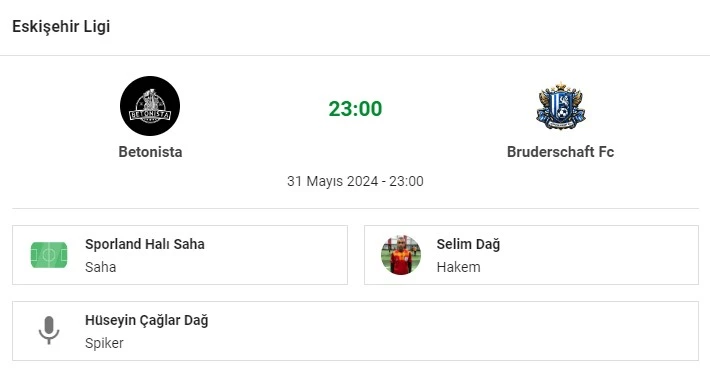 Eskişehir Ligi
BETONISTA
23:00
Betonista
Bruderschaft Fc
31 Mayıs 2024 - 23:00
Sporland Halı Saha
Saha
Selim Dağ
Hakem
Hüseyin Çağlar Dağ
Spiker